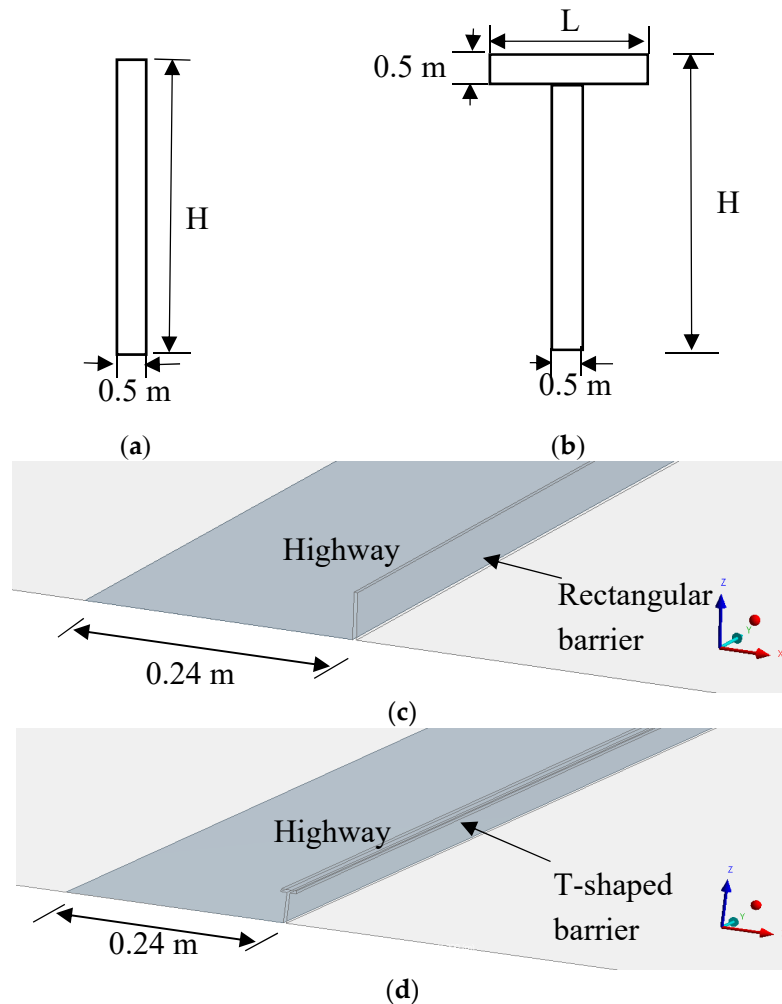 L
0.5 m
H
H
0.5 m
0.5 m
(a)
(b)
Highway
Rectangular
barrier
0.24 m
Z
Y
X
(c)
Highway
T-shaped
barrier
0.24 m
Z
Y
(d)